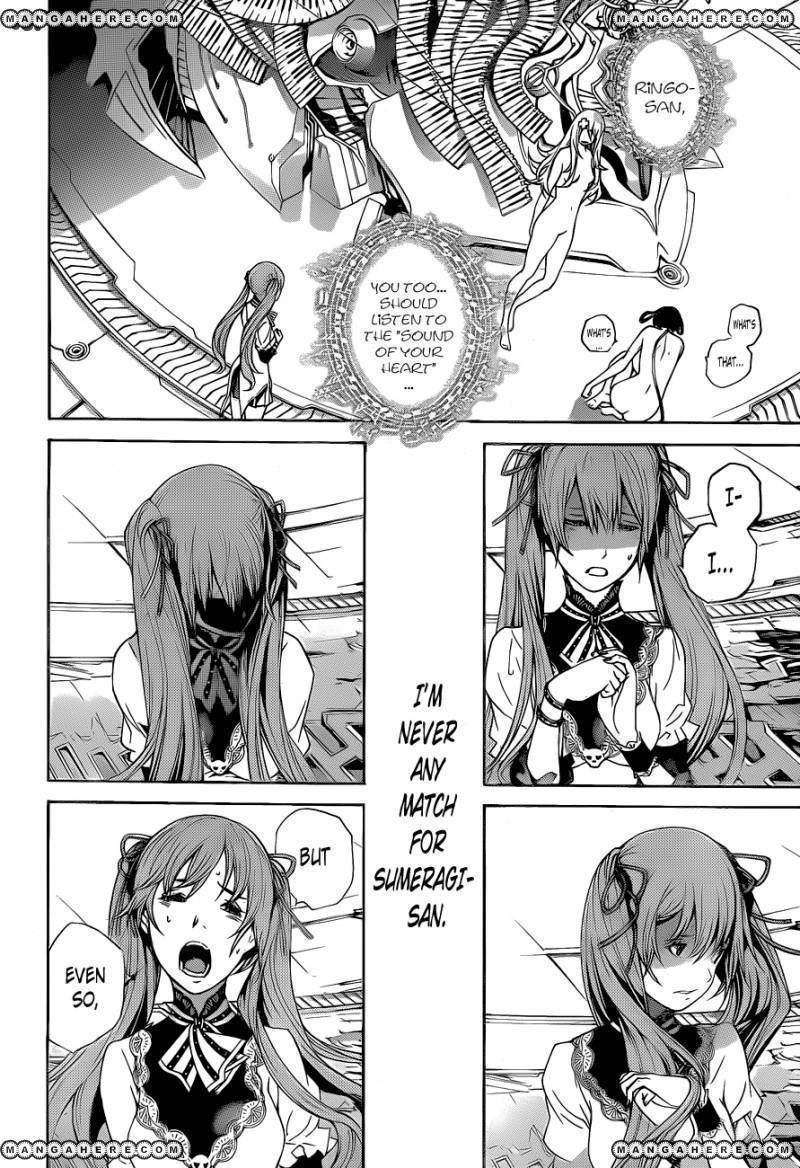 MANGAHERE.COM
MANGAHERE.COM
RINGO-
SAN,
YOU TOO...
SHOULD
LISTEN TO
THE "SOUND
OF YOUR
HEART"
...
WHAT'S
THAT...
WHAT'S
...
I-
I...
I'M
NEVER
ANY
MATCH
FOR
SUMERAGI-
SAN.
BUT
EVEN
SO,
MANGAHERE.COM
MANGAHERE.COM